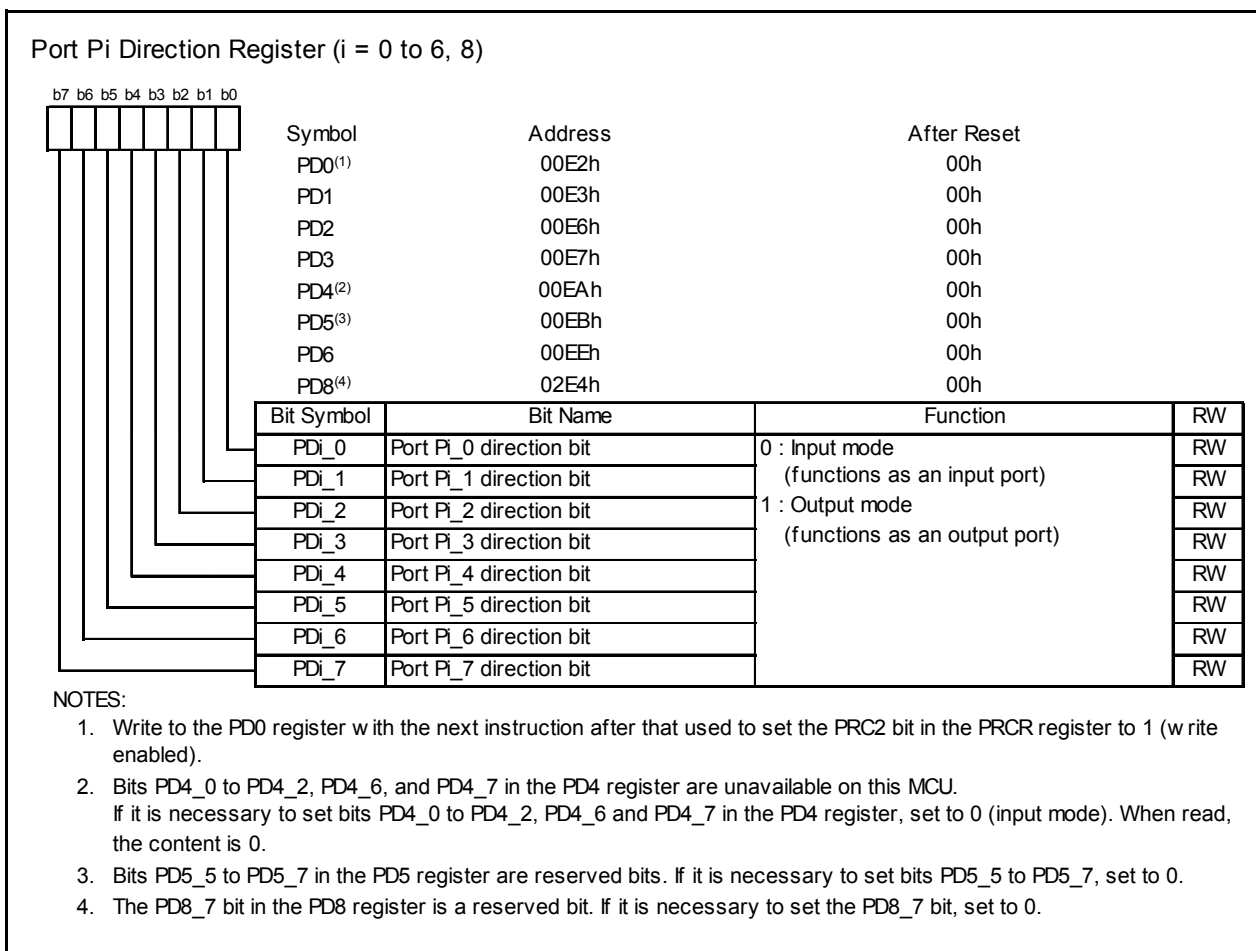 Port Pi Direction Register (i = 0 to 6, 8)
b7 b6 b5 b4 b3 b2 b1 b0
Symbol Address After Reset
PD0(1) 00E2h 00h
PD1 00E3h 00h
PD2 00E6h 00h
PD3 00E7h 00h
PD4(2) 00EAh 00h
PD5(3) 00EBh 00h
PD6 00EEh 00h
PD8(4) 02E4h 00h
Bit Symbol Bit Name Function RW
PDi_0 Port Pi_0 direction bit 0 : Input mode RW
PDi_1 Port Pi_1 direction bit (functions as an input port) RW
PDi_2 Port Pi_2 direction bit 1 : Output mode RW
PDi_3 Port Pi_3 direction bit (functions as an output port) RW
PDi_4 Port Pi_4 direction bit RW
PDi_5 Port Pi_5 direction bit RW
PDi_6 Port Pi_6 direction bit RW
PDi_7 Port Pi_7 direction bit RW
NOTES:
1. Write to the PD0 register with the next instruction after that used to set the PRC2 bit in the PRCR register to 1 (write
enabled).
2. Bits PD4_0 to PD4_2, PD4_6, and PD4_7 in the PD4 register are unavailable on this MCU.
If it is necessary to set bits PD4_0 to PD4_2, PD4_6 and PD4_7 in the PD4 register, set to 0 (input mode). When read,
the content is 0.
3. Bits PD5_5 to PD5_7 in the PD5 register are reserved bits. If it is necessary to set bits PD5_5 to PD5_7, set to 0.
4. The PD8_7 bit in the PD8 register is a reserved bit. If it is necessary to set the PD8_7 bit, set to 0.